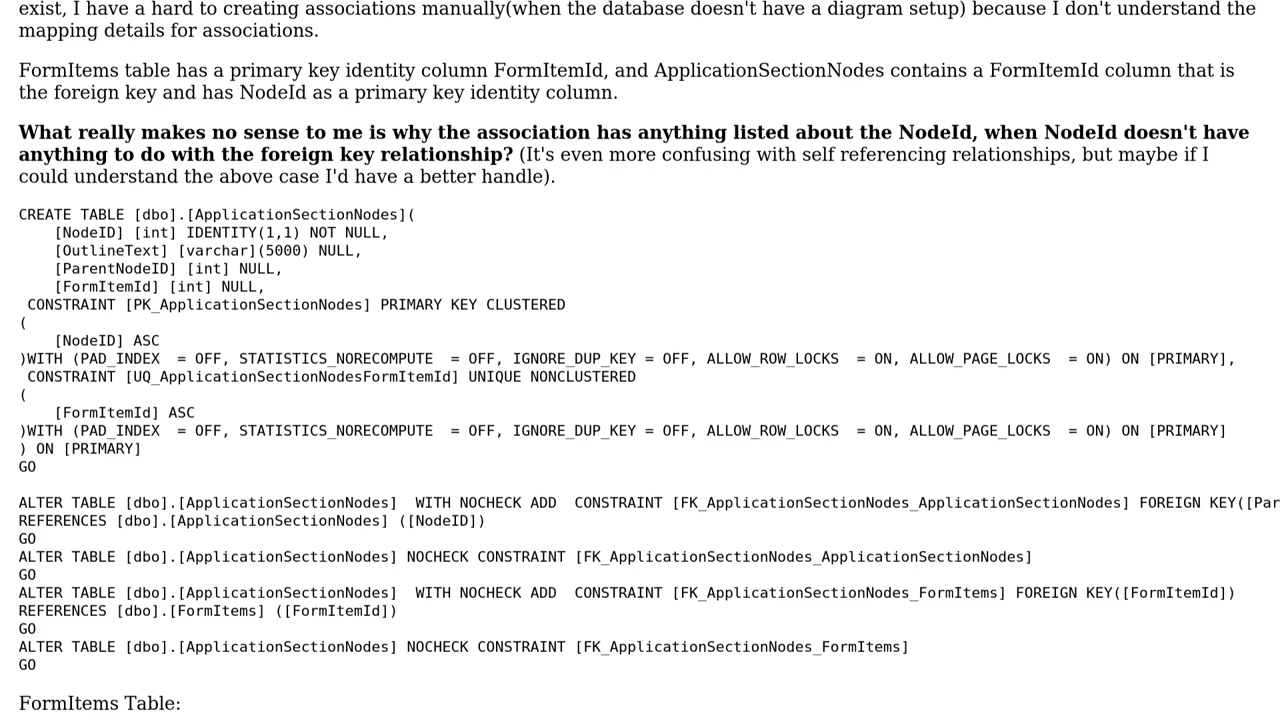 exist, I have a hard to creating associations manually(when the database doesn't have a diagram setup) because I don't understand the
mapping details for associations.
FormItems table has a primary key identity column FormItemId, and ApplicationSectionNodes contains a FormItemId column that is
the foreign key and has NodeId as a primary key identity column.
What really makes no sense to me is why the association has anything listed about the NodeId, when NodeId doesn't have
anything to do with the foreign key relationship? (It's even more confusing with self referencing relationships, but maybe if I
could understand the above case I'd have a better handle).
CREATE TABLE [dbo].[ApplicationSectionNodes](
    [NodeID] [int] IDENTITY(1,1) NOT NULL,
    [OutlineText] [varchar](5000) NULL,
    [ParentNodeID] [int] NULL,
    [FormItemId] [int] NULL,
 CONSTRAINT [PK_ApplicationSectionNodes] PRIMARY KEY CLUSTERED
(
    [NodeID] ASC
)WITH (PAD_INDEX  = OFF, STATISTICS_NORECOMPUTE  = OFF, IGNORE_DUP_KEY = OFF, ALLOW_ROW_LOCKS  = ON, ALLOW_PAGE_LOCKS  = ON) ON [PRIMARY],
 CONSTRAINT [UQ_ApplicationSectionNodesFormItemId] UNIQUE NONCLUSTERED
(
    [FormItemId] ASC
)WITH (PAD_INDEX  = OFF, STATISTICS_NORECOMPUTE  = OFF, IGNORE_DUP_KEY = OFF, ALLOW_ROW_LOCKS  = ON, ALLOW_PAGE_LOCKS  = ON) ON [PRIMARY]
) ON [PRIMARY]
GO
ALTER TABLE [dbo].[ApplicationSectionNodes]  WITH NOCHECK ADD  CONSTRAINT [FK_ApplicationSectionNodes_ApplicationSectionNodes] FOREIGN KEY([Par
REFERENCES [dbo].[ApplicationSectionNodes] ([NodeID])
GO
ALTER TABLE [dbo].[ApplicationSectionNodes] NOCHECK CONSTRAINT [FK_ApplicationSectionNodes_ApplicationSectionNodes]
GO
ALTER TABLE [dbo].[ApplicationSectionNodes]  WITH NOCHECK ADD  CONSTRAINT [FK_ApplicationSectionNodes_FormItems] FOREIGN KEY([FormItemId])
REFERENCES [dbo].[FormItems] ([FormItemId])
GO
ALTER TABLE [dbo].[ApplicationSectionNodes] NOCHECK CONSTRAINT [FK_ApplicationSectionNodes_FormItems]
GO
FormItems Table: